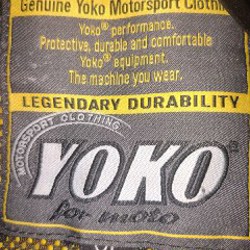 Genuine Yoko Motorsport Clothin
Yoko® performance.
Protective, durable and comfortable
Yoko® equipment.
The machine you wear.
LEGENDARY DURABILITY
MOTORSPORT CLOTHING
YOKO®
for moto